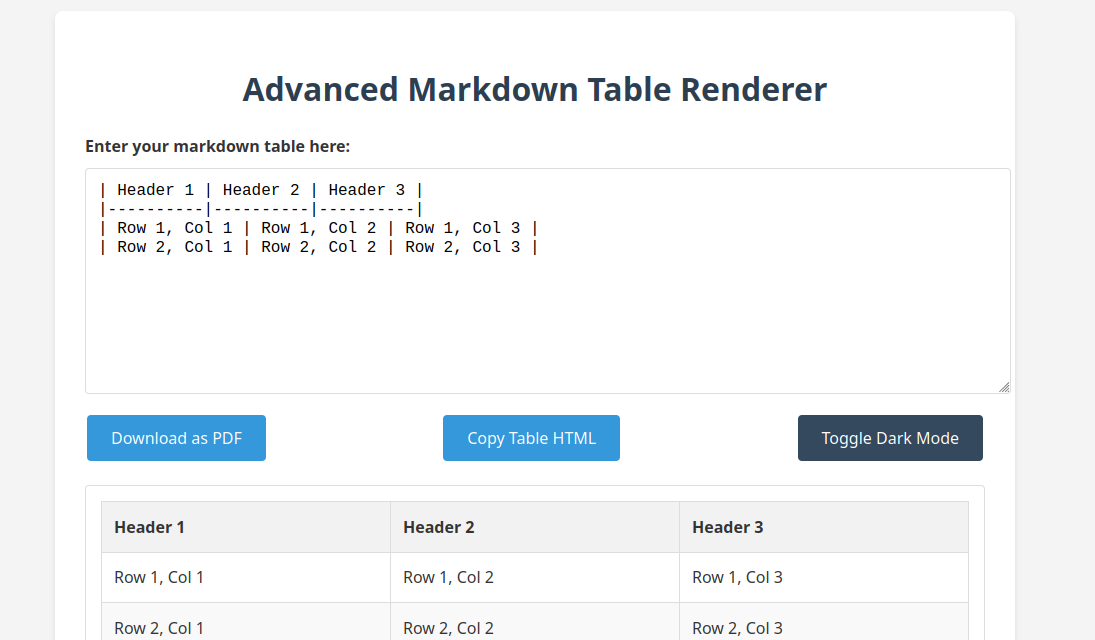 Advanced Markdown Table Renderer
Enter your markdown table here:
| Header 1 | Header 2 | Header 3 |
|----------|----------|----------|
| Row 1, Col 1 | Row 1, Col 2 | Row 1, Col 3 |
| Row 2, Col 1 | Row 2, Col 2 | Row 2, Col 3 |
Download as PDF
Copy Table HTML
Toggle Dark Mode
Header 1 Header 2 Header 3
Row 1, Col 1 Row 1, Col 2 Row 1, Col 3
Row 2, Col 1 Row 2, Col 2 Row 2, Col 3